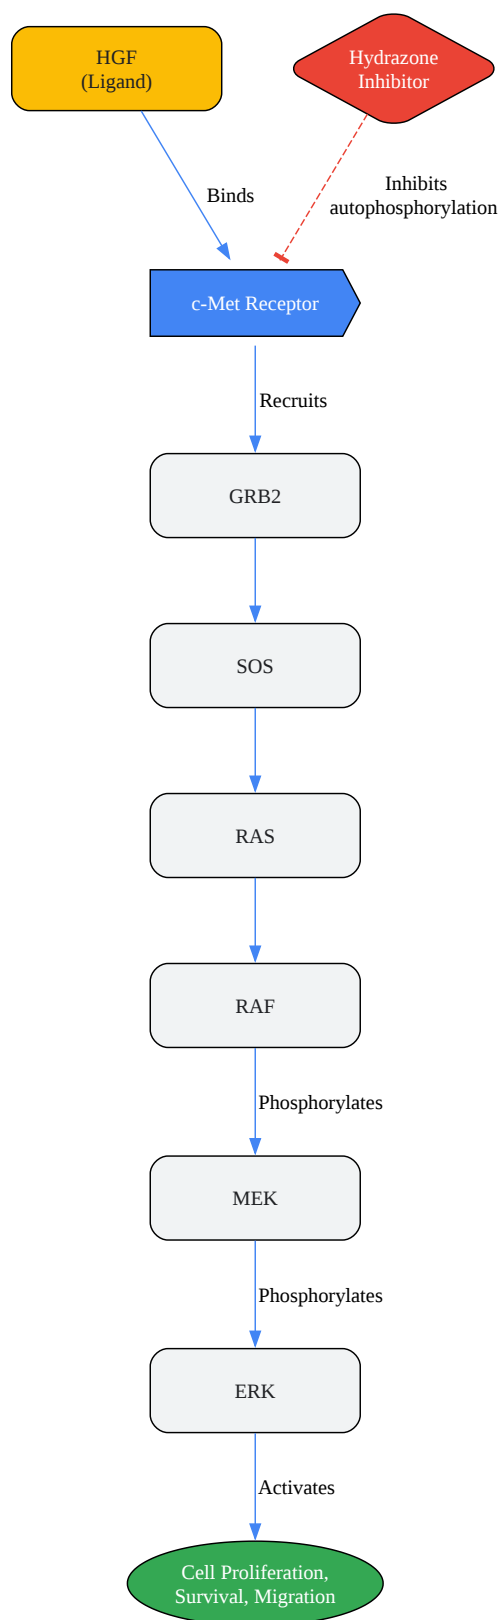 HGF
(Ligand)
Hydrazone
Inhibitor
Binds
Inhibits
autophosphorylation
c-Met Receptor
Recruits
GRB2
SOS
RAS
RAF
Phosphorylates
MEK
Phosphorylates
ERK
Activates
Cell Proliferation,
Survival, Migration